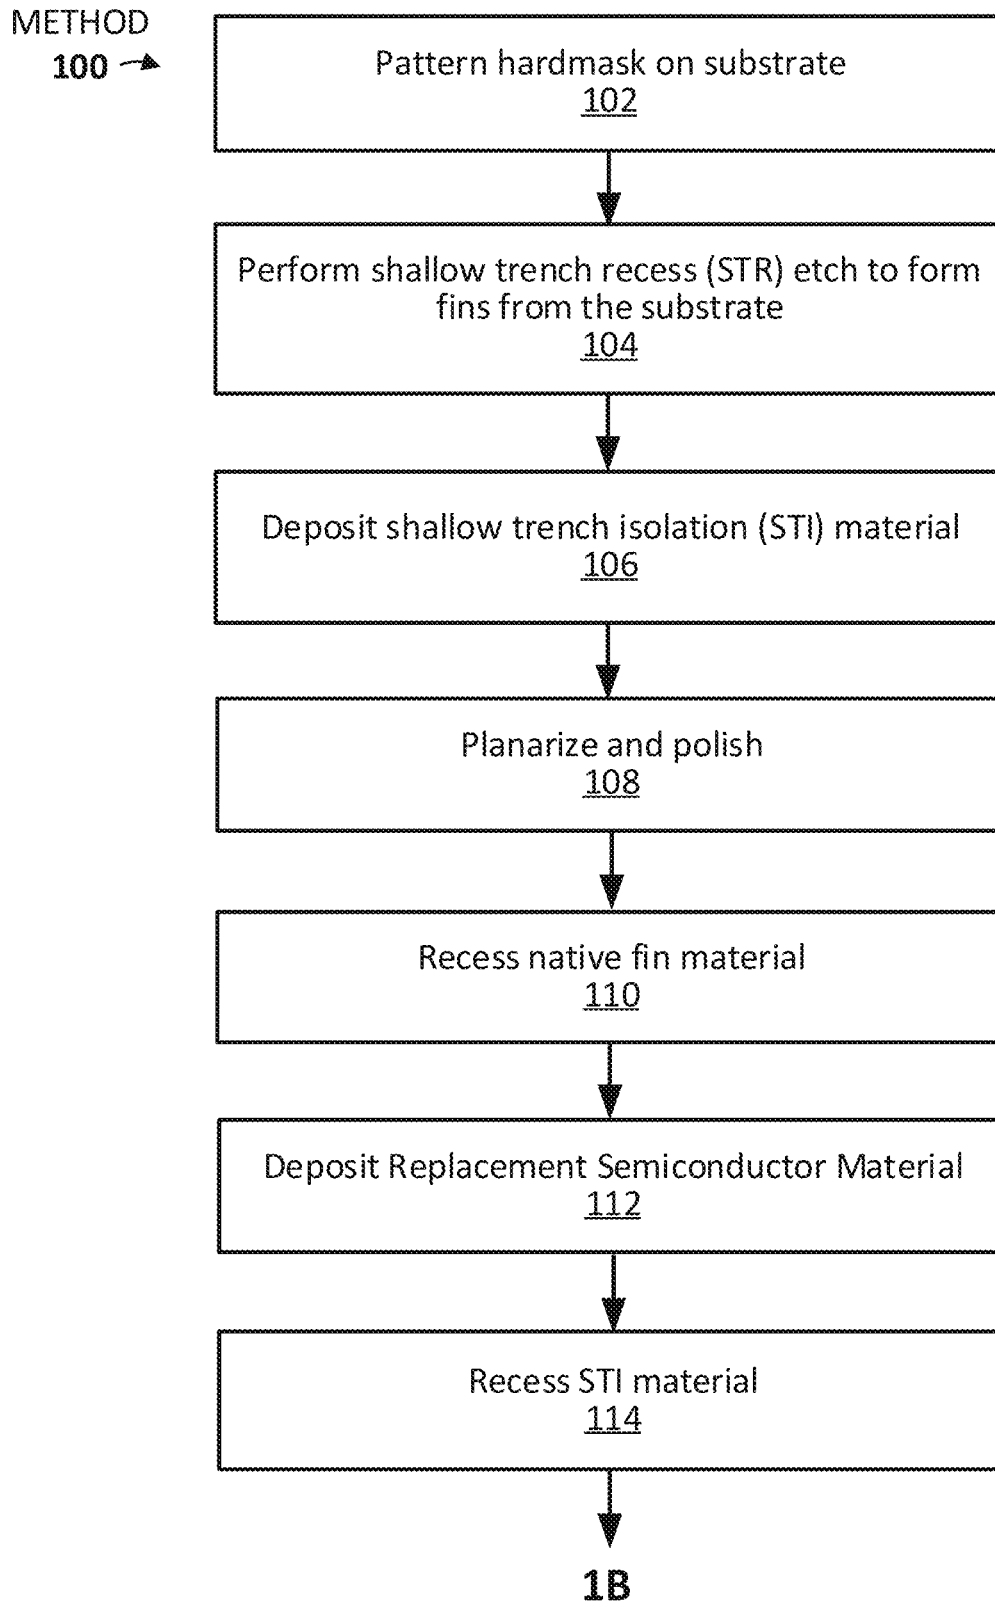 METHOD
100
Pattern hardmask on substrate
102
Perform shallow trench recess (STR) etch to form
fins from the substrate
104
Deposit shallow trench isolation (STI) material
106
Planarize and polish
108
Recess native fin material
110
Deposit Replacement Semiconductor Material
112
Recess STI material
114
1B